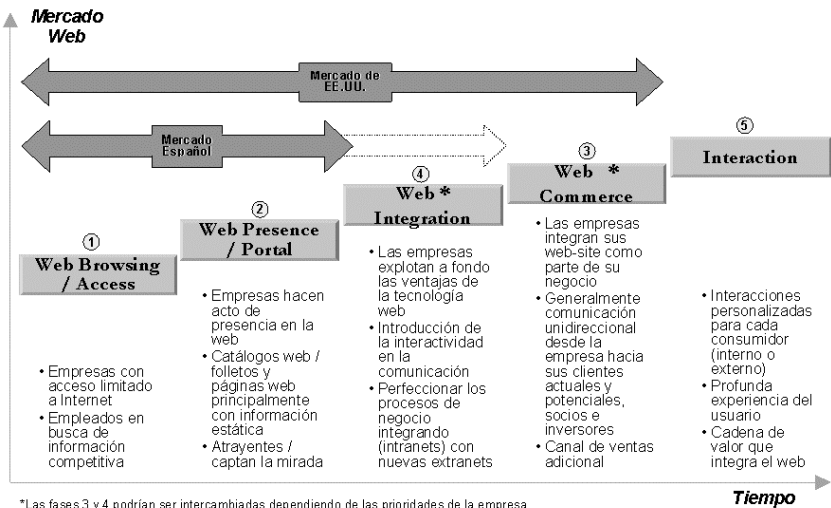 Mercado
Web
Mercado de
EE.UU.
Mercado
Español
1
Web Browsing
/ Access
• Empresas con
acceso limitado
a Internet
• Empleados en
busca de
información
competitiva
2
Web Presence
/ Portal
• Empresas hacen
acto de
presencia en la
web
• Catálogos web /
folletos y
páginas web
principalmente
con información
estática
• Atrayentes /
captan la mirada
4
Web *
Integration
• Las empresas
explotan a fondo
las ventajas de
la tecnología
web
• Introducción de
la interactividad
en la
comunicación
• Perfeccionar los
procesos de
negocio
integrando
(intranets) con
nuevas extranets
3
Web *
Commerce
• Las empresas
integran sus
web-site como
parte de su
negocio
• Generalmente
comunicación
unidireccional
desde la
empresa hacia
sus clientes
actuales y
potenciales,
socios e
inversores
• Canal de ventas
adicional
5
Interaction
• Interacciones
personalizadas
para cada
consumidor
(interno o
externo)
• Profunda
experiencia del
usuario
• Cadena de
valor que
integra el web
Tiempo
*Las fases 3 y 4 podrían ser intercambiadas dependiendo de las prioridades de la empresa